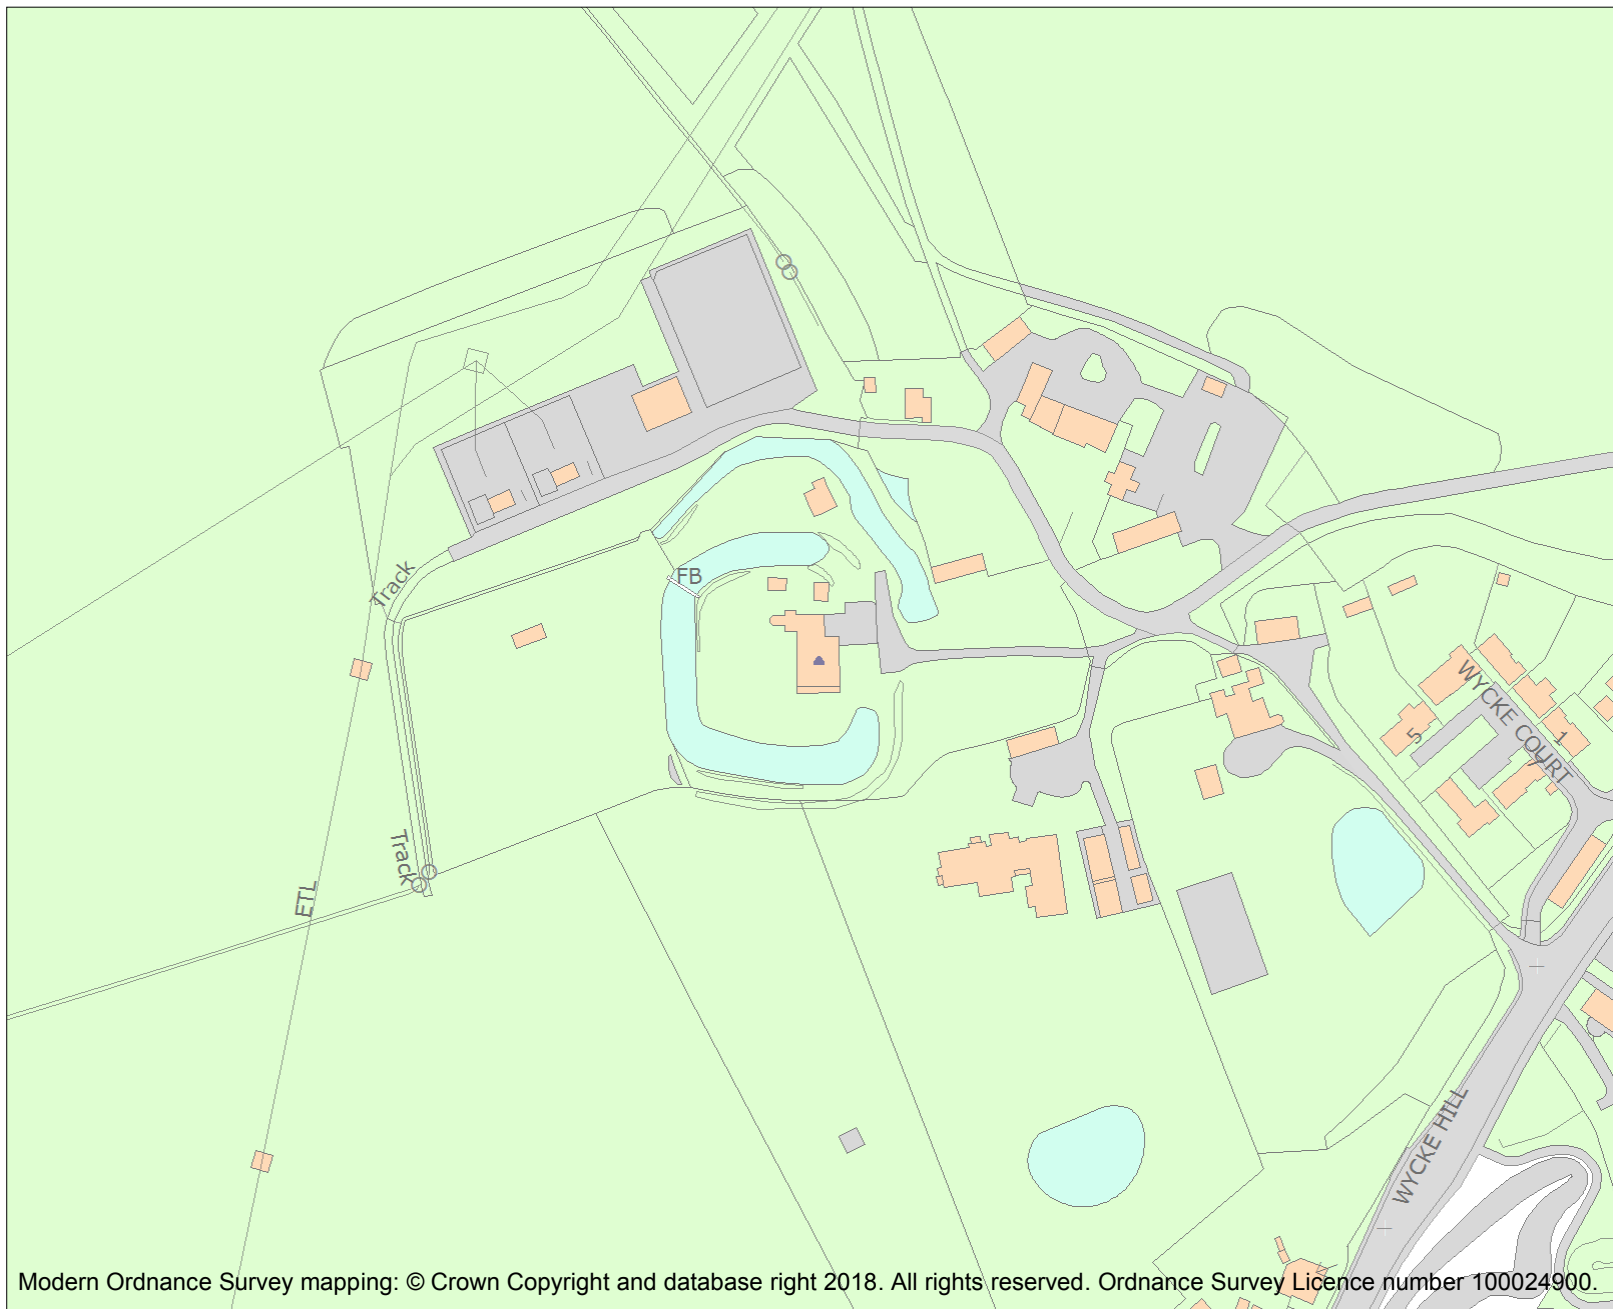 FB
Track
WYCKE COURT
5
1
7
Track
ETL
WYCKE HILL
Modern Ordnance Survey mapping: © Crown Copyright and database right 2018. All rights reserved. Ordnance Survey Licence number 100024900.